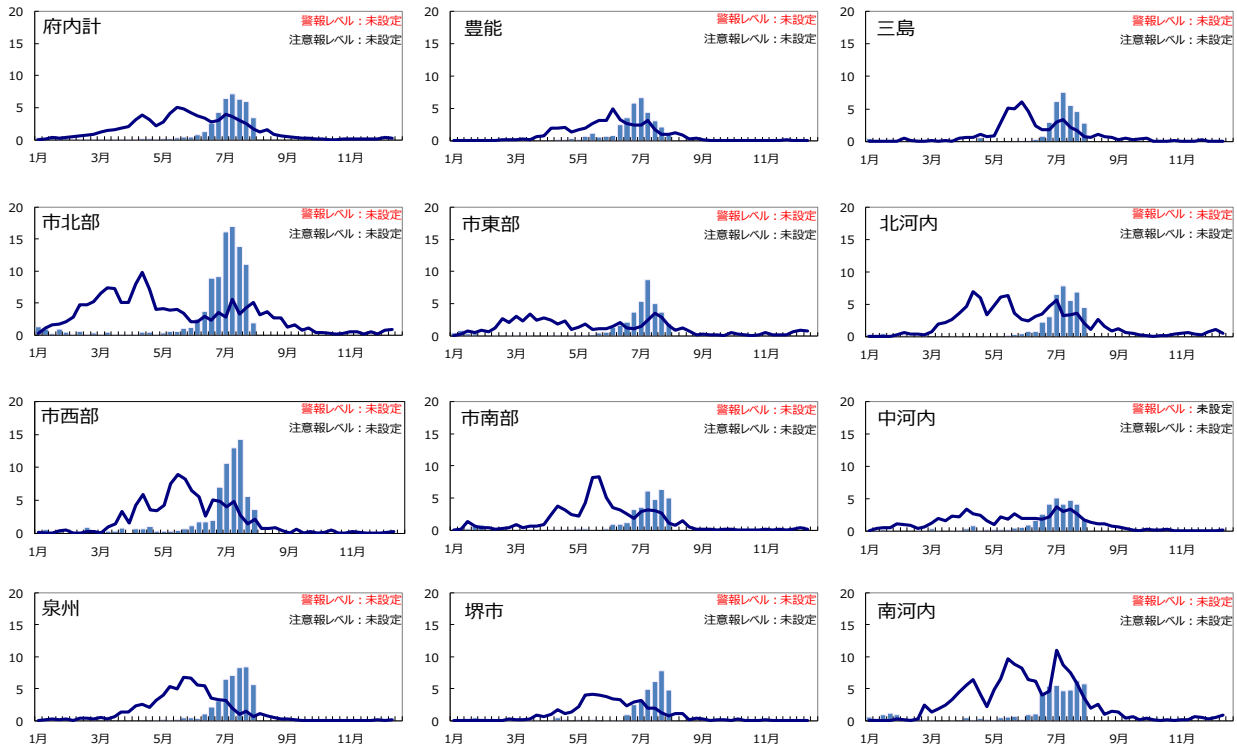 府内計
警報レベル：未設定
注意報レベル：未設定
20
15
10
5
0
1月 3月 5月 7月 9月 11月
豊能
警報レベル：未設定
注意報レベル：未設定
20
15
10
5
0
1月 3月 5月 7月 9月 11月
三島
警報レベル：未設定
注意報レベル：未設定
20
15
10
5
0
1月 3月 5月 7月 9月 11月
市北部
警報レベル：未設定
注意報レベル：未設定
20
15
10
5
0
1月 3月 5月 7月 9月 11月
市東部
警報レベル：未設定
注意報レベル：未設定
20
15
10
5
0
1月 3月 5月 7月 9月 11月
北河内
警報レベル：未設定
注意報レベル：未設定
20
15
10
5
0
1月 3月 5月 7月 9月 11月
市西部
警報レベル：未設定
注意報レベル：未設定
20
15
10
5
0
1月 3月 5月 7月 9月 11月
市南部
警報レベル：未設定
注意報レベル：未設定
20
15
10
5
0
1月 3月 5月 7月 9月 11月
中河内
警報レベル：未設定
注意報レベル：未設定
20
15
10
5
0
1月 3月 5月 7月 9月 11月
泉州
警報レベル：未設定
注意報レベル：未設定
20
15
10
5
0
1月 3月 5月 7月 9月 11月
堺市
警報レベル：未設定
注意報レベル：未設定
20
15
10
5
0
1月 3月 5月 7月 9月 11月
南河内
警報レベル：未設定
注意報レベル：未設定
20
15
10
5
0
1月 3月 5月 7月 9月 11月